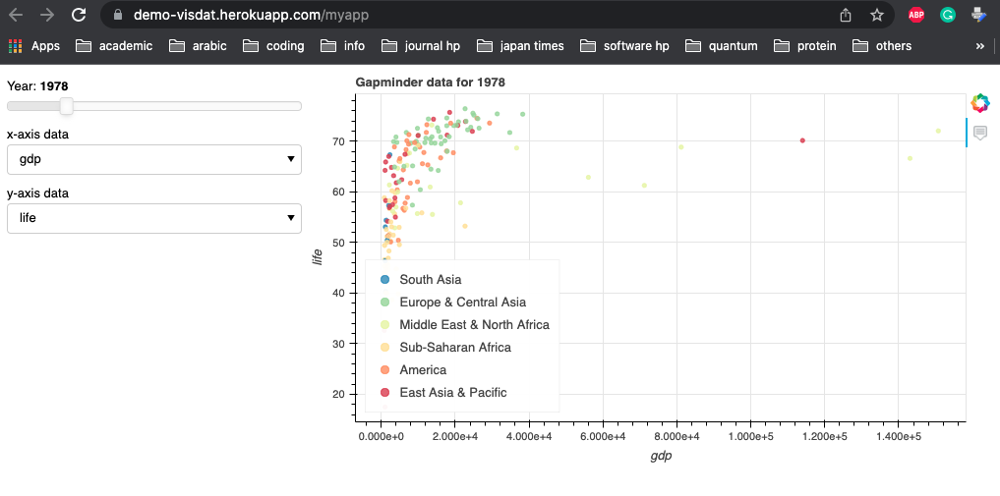 demo-visdat.herokuapp.com/myapp
ABP
G
Apps academic arabic coding info journal hp japan times software hp quantum protein others »
Year: 1978
x-axis data
gdp
y-axis data
life
Gapminder data for 1978
70
60
50
40
30
20
life
South Asia
Europe & Central Asia
Middle East & North Africa
Sub-Saharan Africa
America
East Asia & Pacific
0.000e+0 2.000e+4 4.000e+4 6.000e+4 8.000e+4 1.000e+5 1.200e+5 1.400e+5
gdp